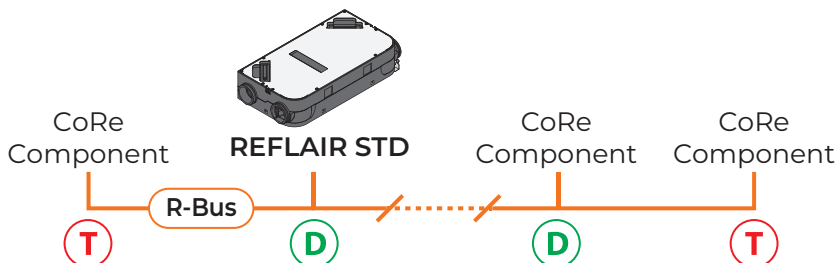 CoRe
Component
REFLAIR STD
CoRe
Component
CoRe
Component
R-Bus
T
D
D
T